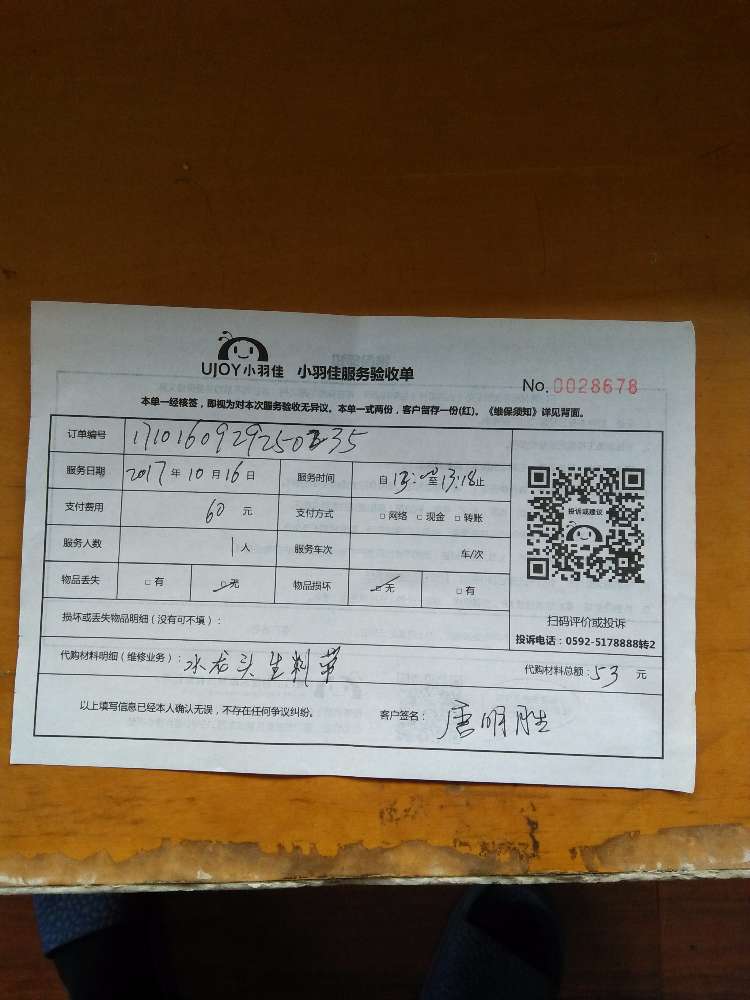 UJOY小羽佳 小羽佳服务验收单
No. 0028678
本单一经核签，即视为对本次服务验收无异议。本单一式两份，客户留存一份(红)。《维保须知》详见背面。
订单编号 171016092925
服务日期 2017 年 10 月 16 日 服务时间 自 13: 至 13:18 止
支付费用 60 元 支付方式 □ 网络 □ 现金 □ 转账
服务人数 1 人 服务车次 车/次
物品丢失 □ 有 □ 无 物品损坏 □ 无 □ 有
投诉或建议
扫码评价或投诉
投诉电话：0592-5178888转2
损坏或丢失物品明细（没有可不填）：
代购材料明细（维修业务）：水龙头 生料带 代购材料总额：53 元
以上填写信息已经本人确认无误，不存在任何争议纠纷。 客户签名：唐明胜